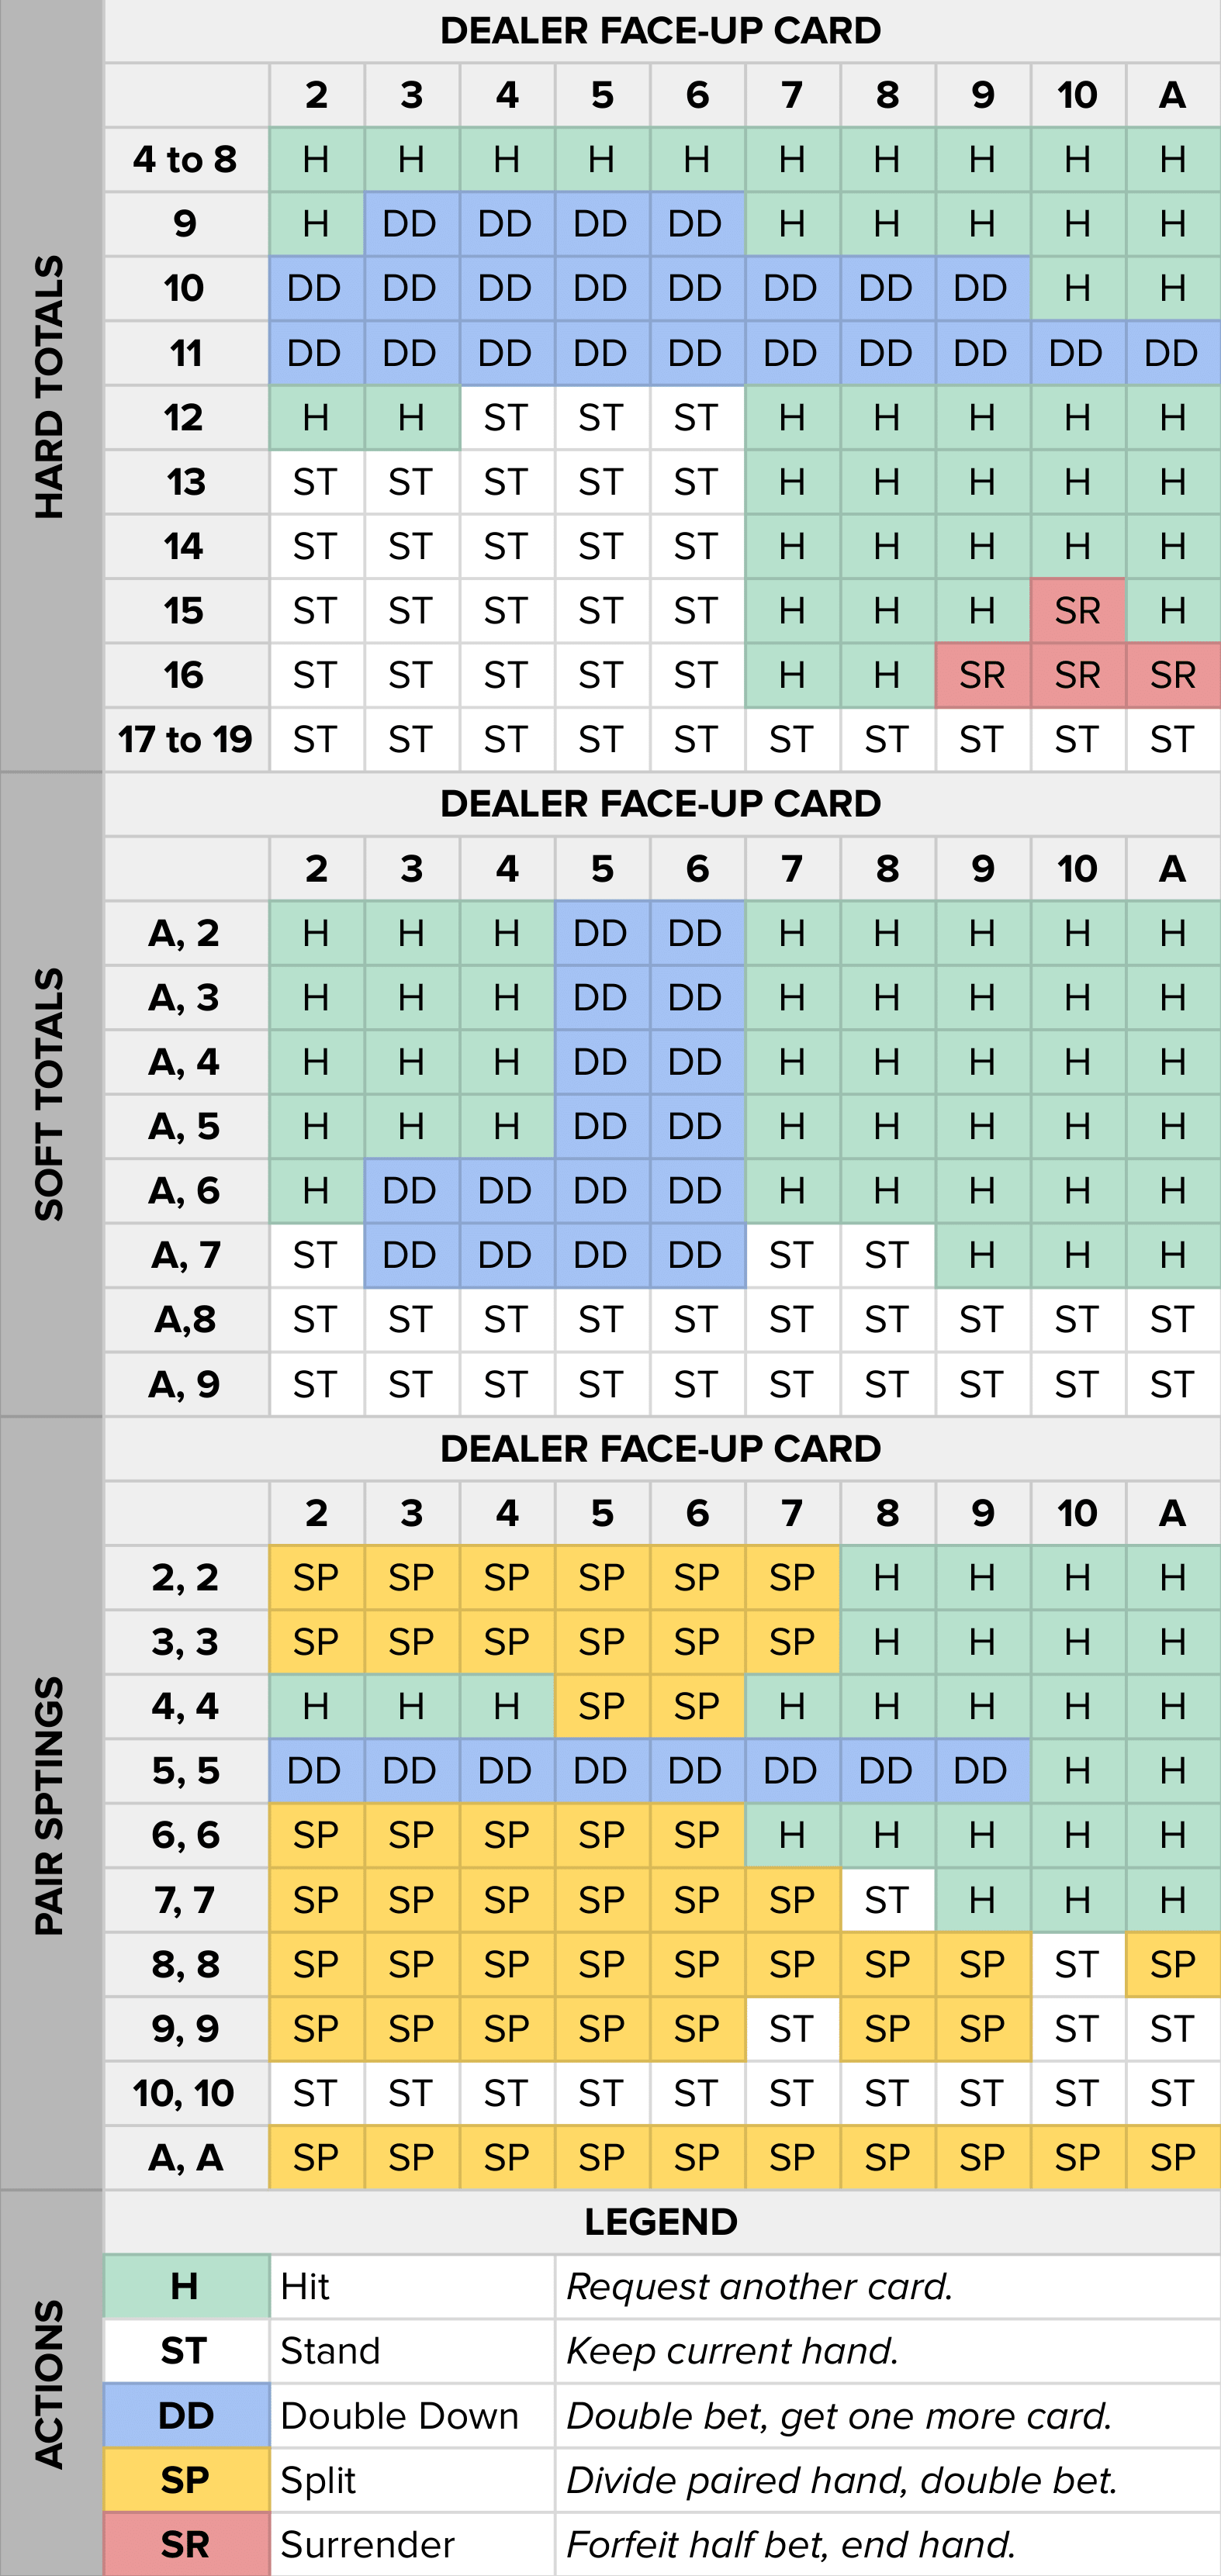 HARD TOTALS
DEALER FACE-UP CARD
2 3 4 5 6 7 8 9 10 A
4 to 8 H H H H H H H H H H
9 H DD DD DD DD H H H H H
10 DD DD DD DD DD DD DD DD H H
11 DD DD DD DD DD DD DD DD DD DD
12 H H ST ST ST H H H H H
13 ST ST ST ST ST H H H H H
14 ST ST ST ST ST H H H H H
15 ST ST ST ST ST H H H SR H
16 ST ST ST ST ST H H SR SR SR
17 to 19 ST ST ST ST ST ST ST ST ST ST
SOFT TOTALS
DEALER FACE-UP CARD
2 3 4 5 6 7 8 9 10 A
A, 2 H H H DD DD H H H H H
A, 3 H H H DD DD H H H H H
A, 4 H H H DD DD H H H H H
A, 5 H H H DD DD H H H H H
A, 6 H DD DD DD DD H H H H H
A, 7 ST DD DD DD DD ST ST H H H
A,8 ST ST ST ST ST ST ST ST ST ST
A, 9 ST ST ST ST ST ST ST ST ST ST
PAIR SPTINGS
DEALER FACE-UP CARD
2 3 4 5 6 7 8 9 10 A
2, 2 SP SP SP SP SP SP H H H H
3, 3 SP SP SP SP SP SP H H H H
4, 4 H H H SP SP H H H H H
5, 5 DD DD DD DD DD DD DD DD H H
6, 6 SP SP SP SP SP H H H H H
7, 7 SP SP SP SP SP SP ST H H H
8, 8 SP SP SP SP SP SP SP SP ST SP
9, 9 SP SP SP SP SP ST SP SP ST ST
10, 10 ST ST ST ST ST ST ST ST ST ST
A, A SP SP SP SP SP SP SP SP SP SP
ACTIONS
LEGEND
H Hit Request another card.
ST Stand Keep current hand.
DD Double Down Double bet, get one more card.
SP Split Divide paired hand, double bet.
SR Surrender Forfeit half bet, end hand.